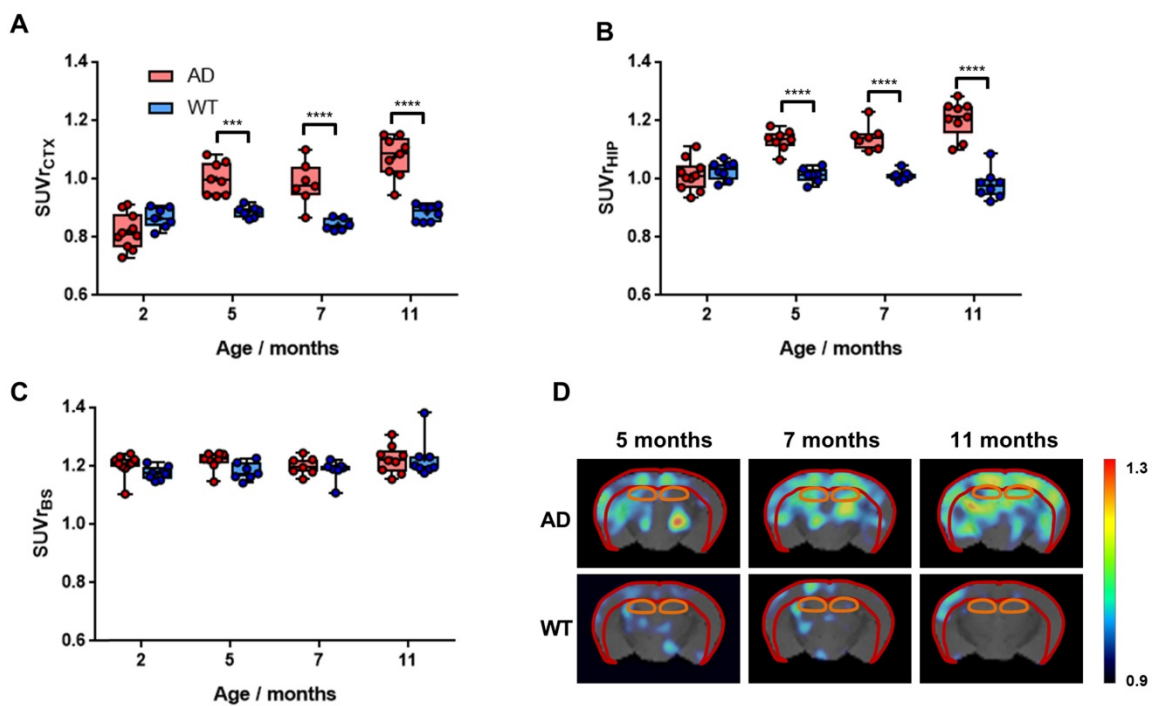 A
AD
WT
***
****
****
1.4
1.2
1.0
0.8
0.6
SUVrCTX
2 5 7 11
Age / months
B
****
****
****
1.4
1.2
1.0
0.8
0.6
SUVrHIP
2 5 7 11
Age / months
C
1.4
1.2
1.0
0.8
0.6
SUVrBS
2 5 7 11
Age / months
D
5 months 7 months 11 months
AD
WT
1.3
0.9